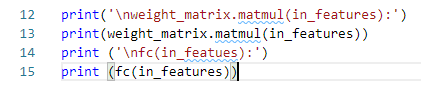 12 print('\nweight_matrix.matmul(in_features):')
13 print(weight_matrix.matmul(in_features))
14 print ('\nfc(in_featues):')
15 print (fc(in_features))